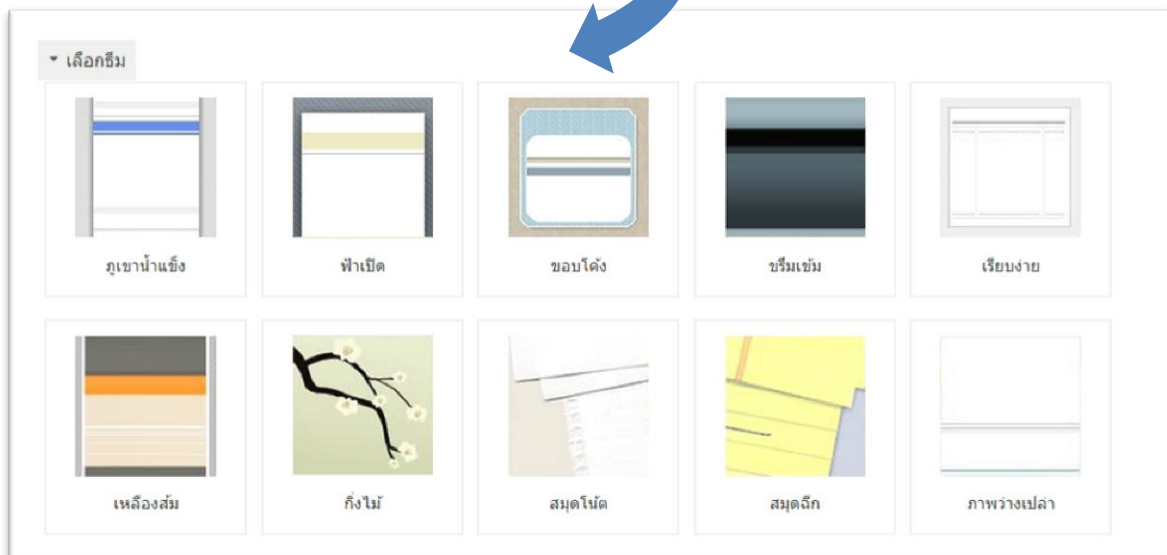 เลือกธีม
ภูเขาน้ำแข็ง ฟ้าเปิด ขอบโค้ง ขรึมเข้ม เรียบง่าย
เหลืองส้ม กิ่งไม้ สมุดโน้ต สมุดฉีก ภาพว่างเปล่า